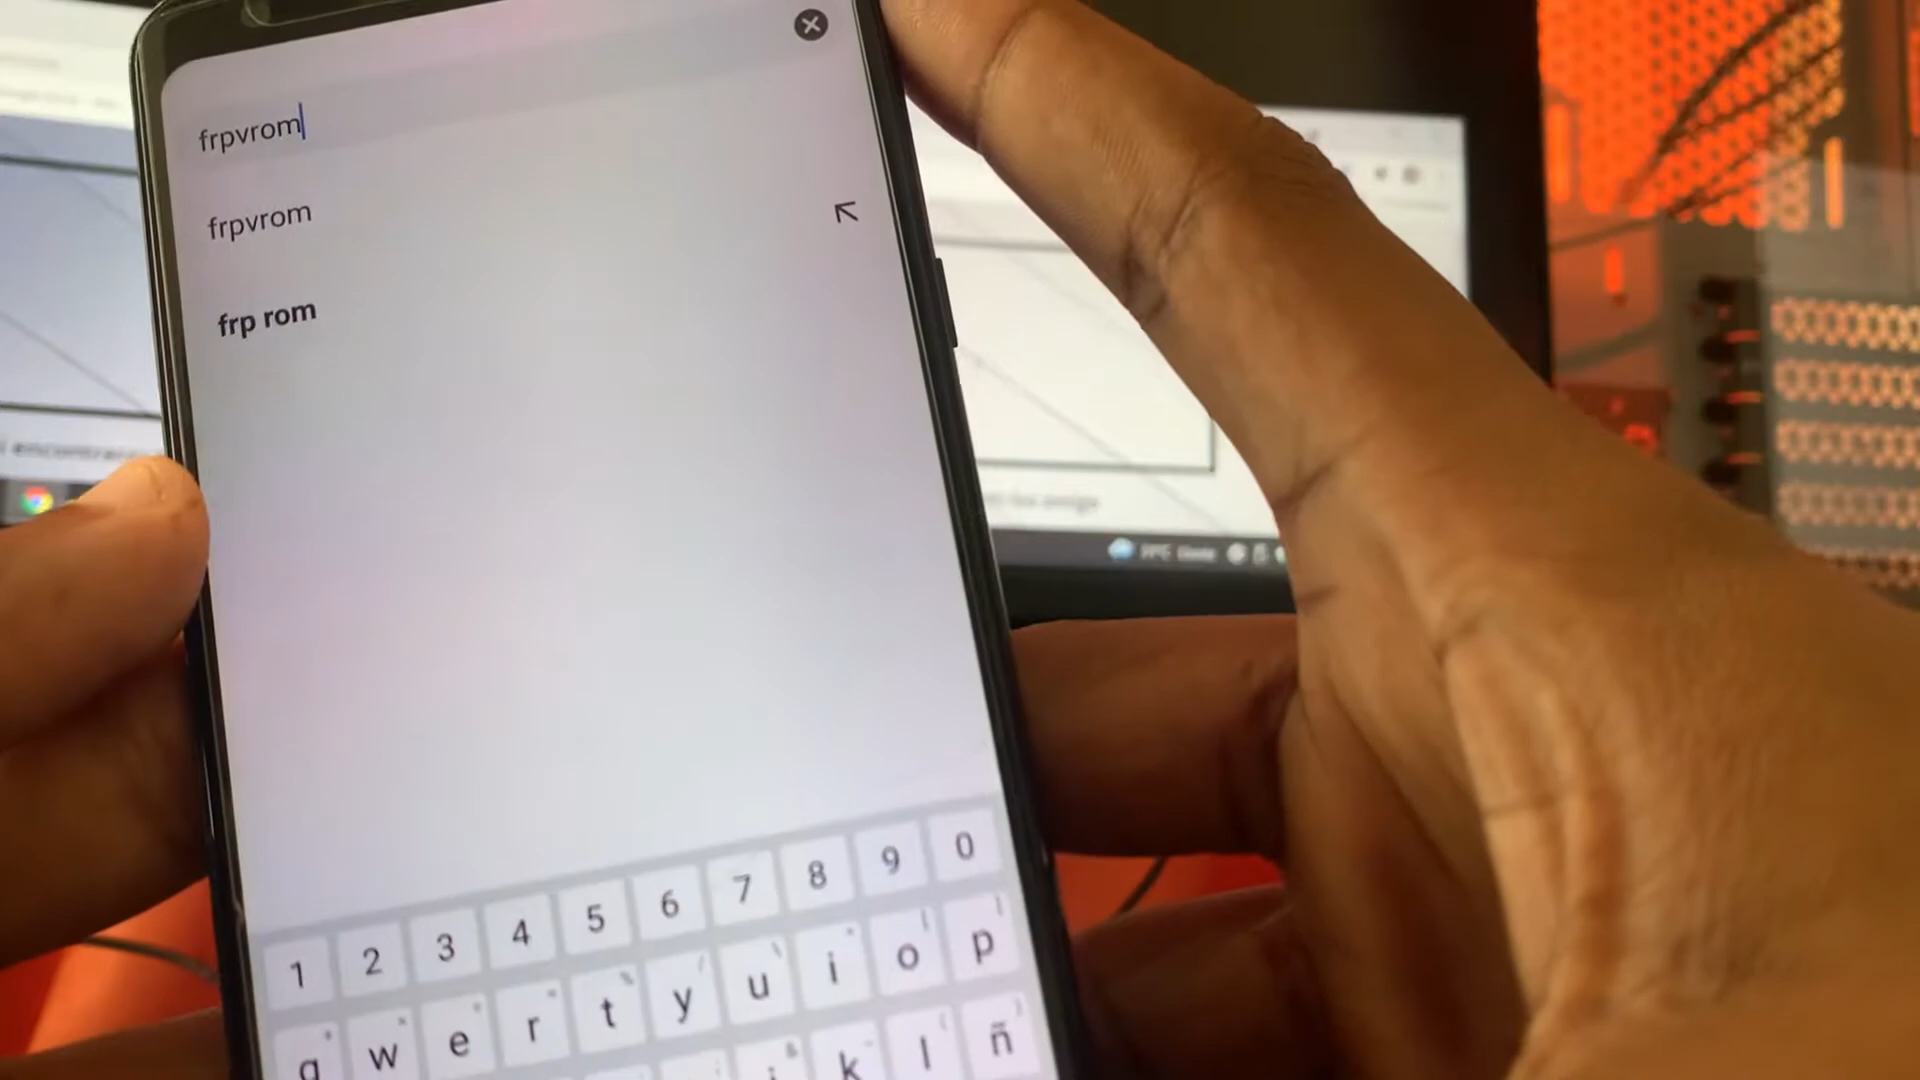 frpvrom
frpvrom
frp rom
1 2 3 4 5 6 7 8 9 0
q w e r t y u i o p
k l ñ